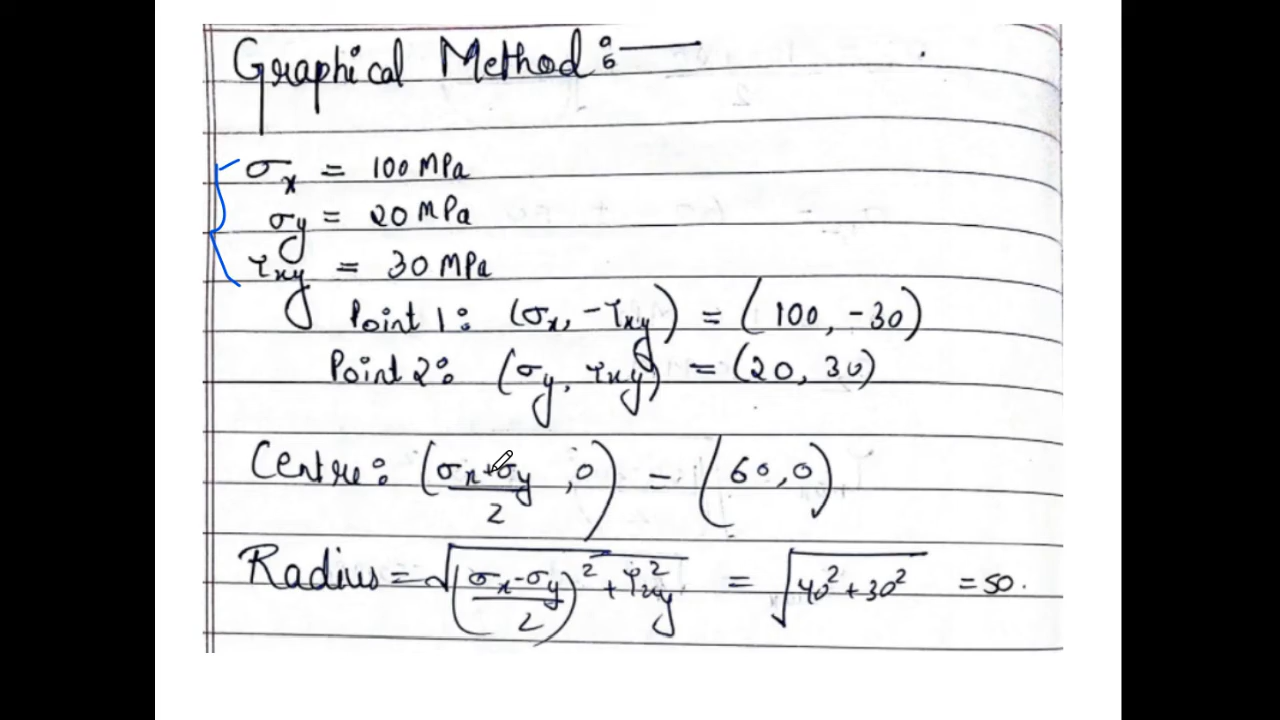 Graphical Method :—
σx = 100 MPa
σy = 20 MPa
τxy = 30 MPa
Point 1: (σx, -τxy) = (100, -30)
Point 2: (σy, τxy) = (20, 30)
Centre: ((σx+σy)/2, 0) = (60, 0)
Radius = √(((σx-σy)/2)² + τxy²) = √(40² + 30²) = 50.